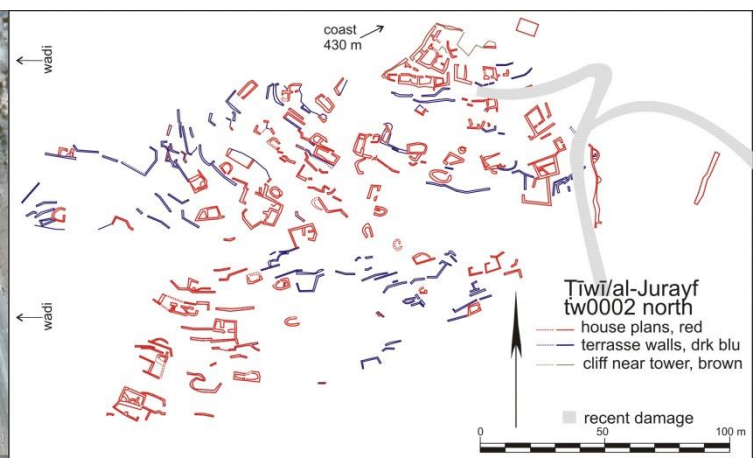 coast
430 m
wadi
wadi
Tīwī/al-Jurayf
tw0002 north
house plans, red
terrasse walls, drk blu
cliff near tower, brown
recent damage
0 50 100 m